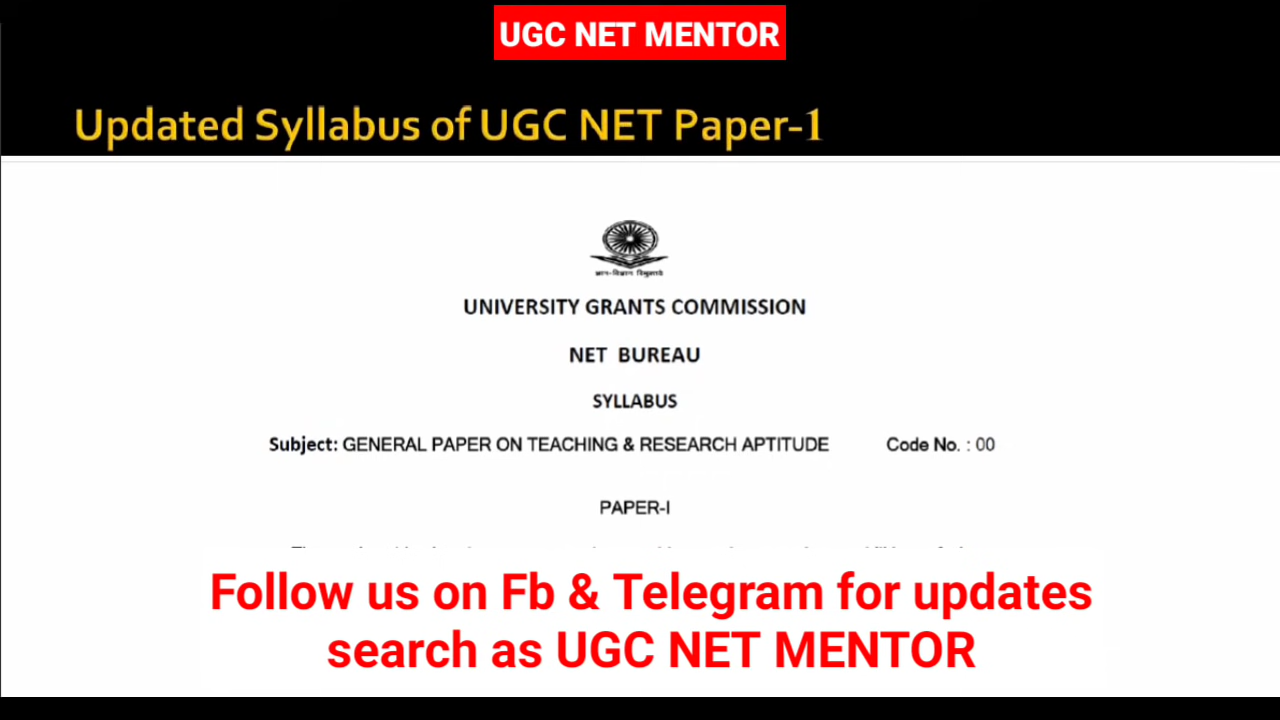 UGC NET MENTOR
Updated Syllabus of UGC NET Paper-1
ज्ञान-विज्ञान विमुक्तये
UNIVERSITY GRANTS COMMISSION
NET BUREAU
SYLLABUS
Subject: GENERAL PAPER ON TEACHING & RESEARCH APTITUDE Code No. : 00
PAPER-I
Follow us on Fb & Telegram for updates
search as UGC NET MENTOR